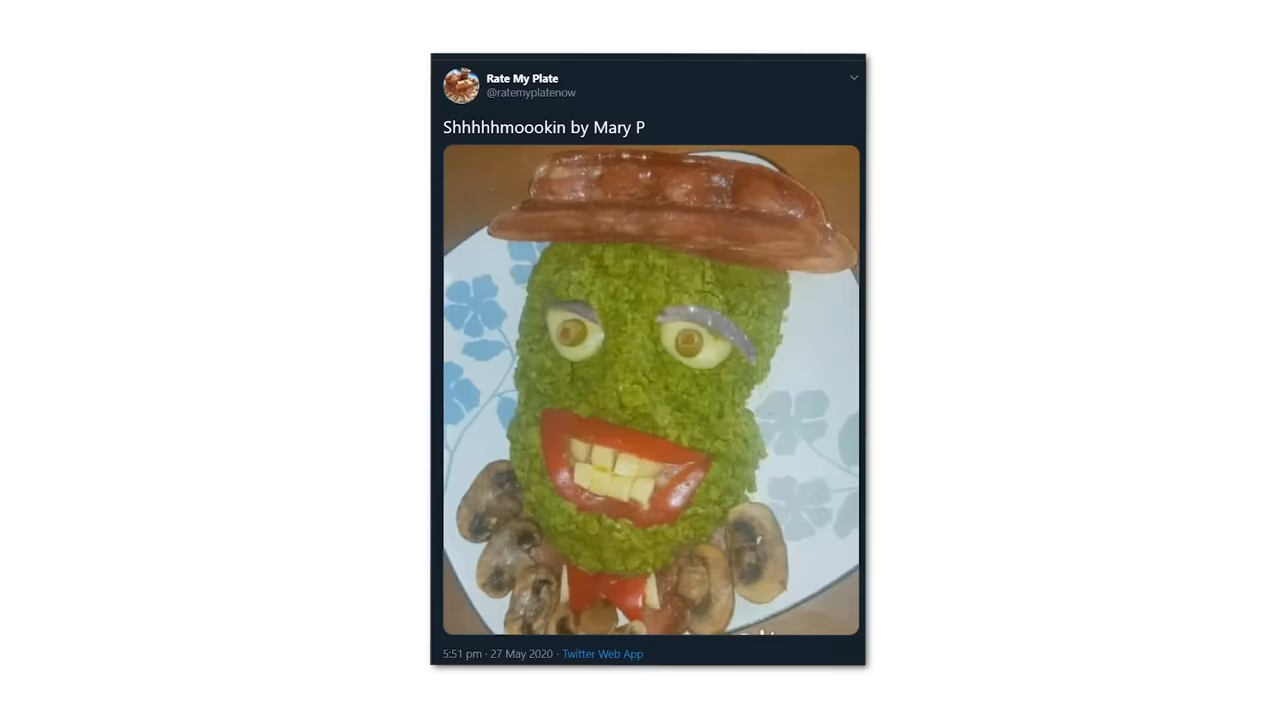 Rate My Plate
@ratemyplatenow
Shhhhhmoookin by Mary P
5:51 pm · 27 May 2020 · Twitter Web App